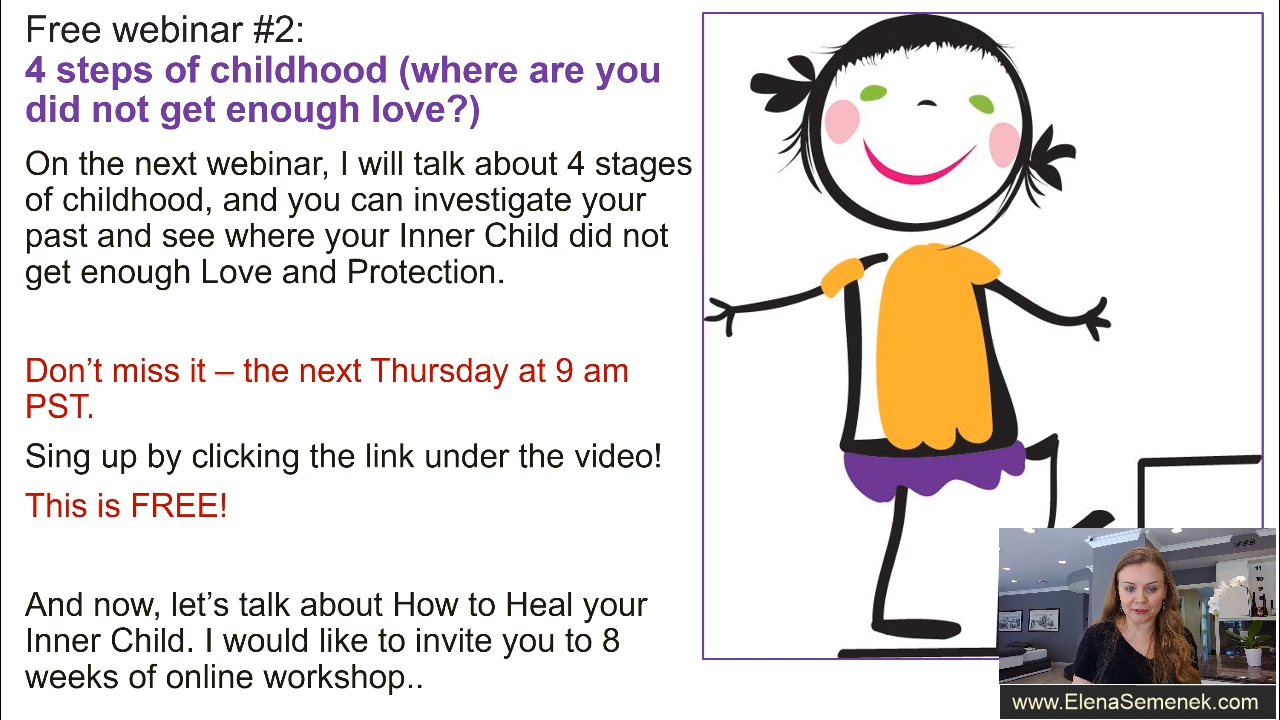 Free webinar #2:
4 steps of childhood (where are you
did not get enough love?)
On the next webinar, I will talk about 4 stages
of childhood, and you can investigate your
past and see where your Inner Child did not
get enough Love and Protection.
Don’t miss it – the next Thursday at 9 am
PST.
Sing up by clicking the link under the video!
This is FREE!
And now, let’s talk about How to Heal your
Inner Child. I would like to invite you to 8
weeks of online workshop..
www.ElenaSemenek.com